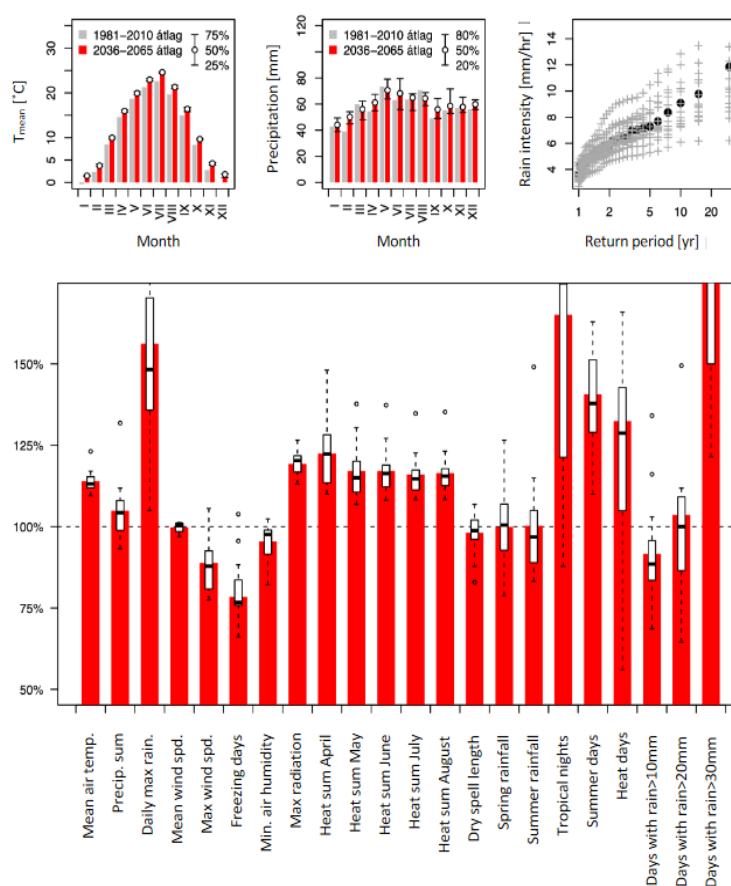 1981−2010 átlag
2036−2065 átlag
75%
50%
25%
Tmean [°C]
30
20
10
5
0
I
II
III
IV
V
VI
VII
VIII
IX
X
XI
XII
Month
1981−2010 átlag
2036−2065 átlag
80%
50%
20%
Precipitation [mm]
120
100
80
60
40
20
0
I
II
III
IV
V
VI
VII
VIII
IX
X
XI
XII
Month
Rain intensity [mm/hr]
14
12
10
8
6
4
1
2
5
10
20
Return period [yr]
150%
125%
100%
75%
50%
Mean air temp.
Precip. sum
Daily max rain.
Mean wind spd.
Max wind spd.
Freezing days
Min. air humidity
Max radiation
Heat sum April
Heat sum May
Heat sum June
Heat sum July
Heat sum August
Dry spell length
Spring rainfall
Summer rainfall
Tropical nights
Summer days
Heat days
Days with rain>10mm
Days with rain>20mm
Days with rain>30mm